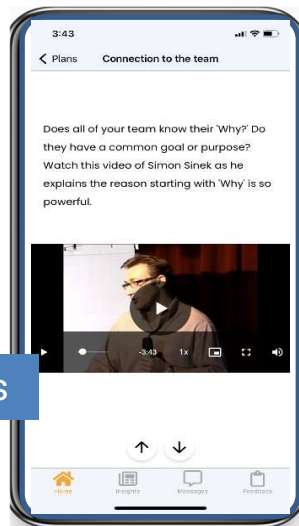 3:43
Plans
Connection to the team
Does all of your team know their 'Why?' Do
they have a common goal or purpose?
Watch this video of Simon Sinek as he
explains the reason starting with 'Why' is so
powerful.
-3:43 1x
s
Home Insights Messages Feedback